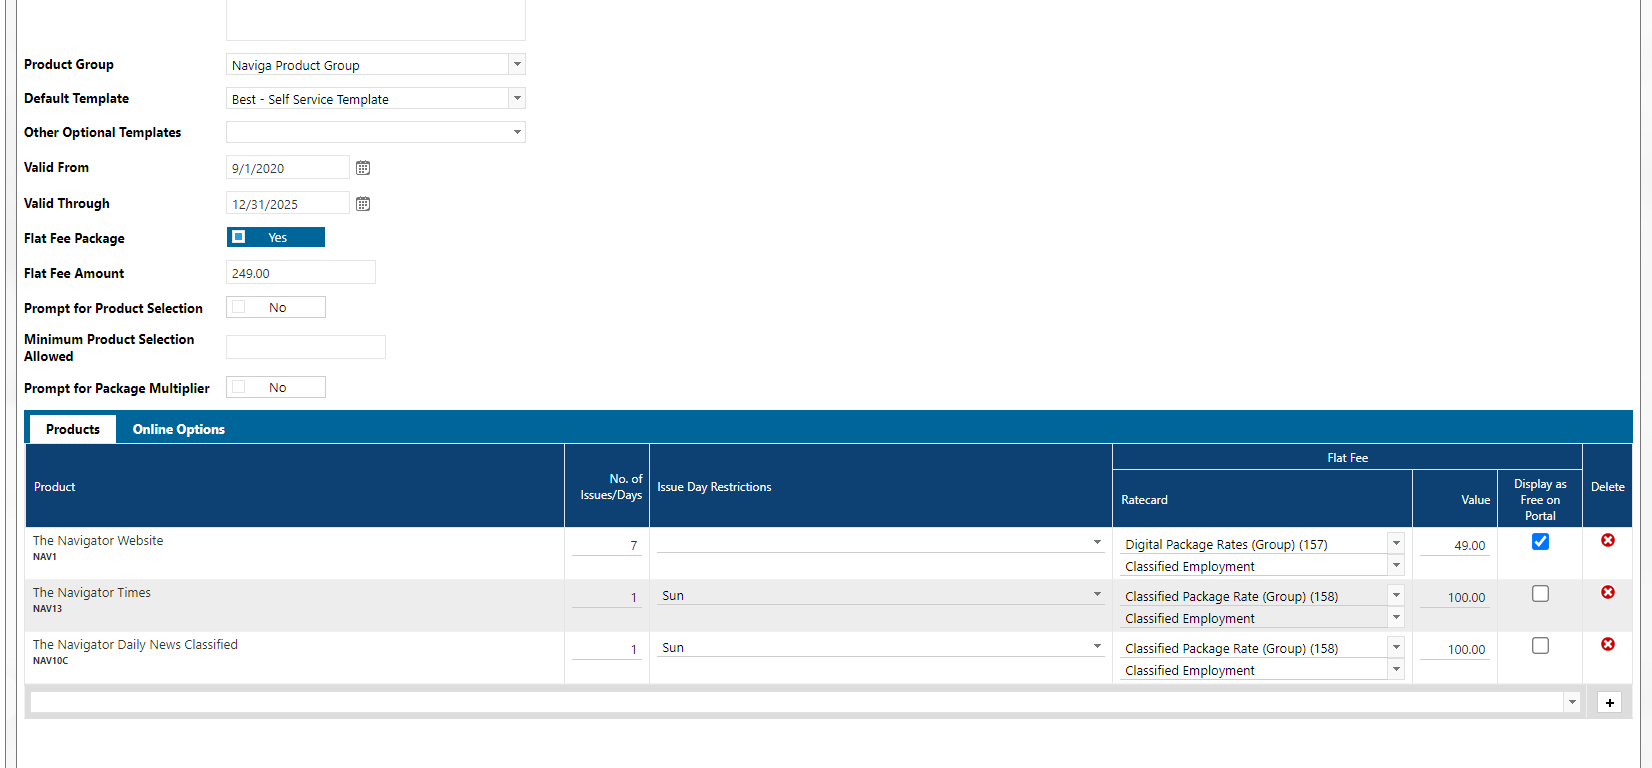 Product Group
Naviga Product Group
Default Template
Best - Self Service Template
Other Optional Templates
Valid From
9/1/2020
Valid Through
12/31/2025
Flat Fee Package
Yes
Flat Fee Amount
249.00
Prompt for Product Selection
No
Minimum Product Selection
Allowed
Prompt for Package Multiplier
No
Products
Online Options
Product
No. of
Issues/Days
Issue Day Restrictions
Flat Fee
Ratecard
Value
Display as
Free on
Portal
Delete
The Navigator Website
NAV1
7
Digital Package Rates (Group) (157)
Classified Employment
49.00
The Navigator Times
NAV13
1
Sun
Classified Package Rate (Group) (158)
Classified Employment
100.00
The Navigator Daily News Classified
NAV10C
1
Sun
Classified Package Rate (Group) (158)
Classified Employment
100.00